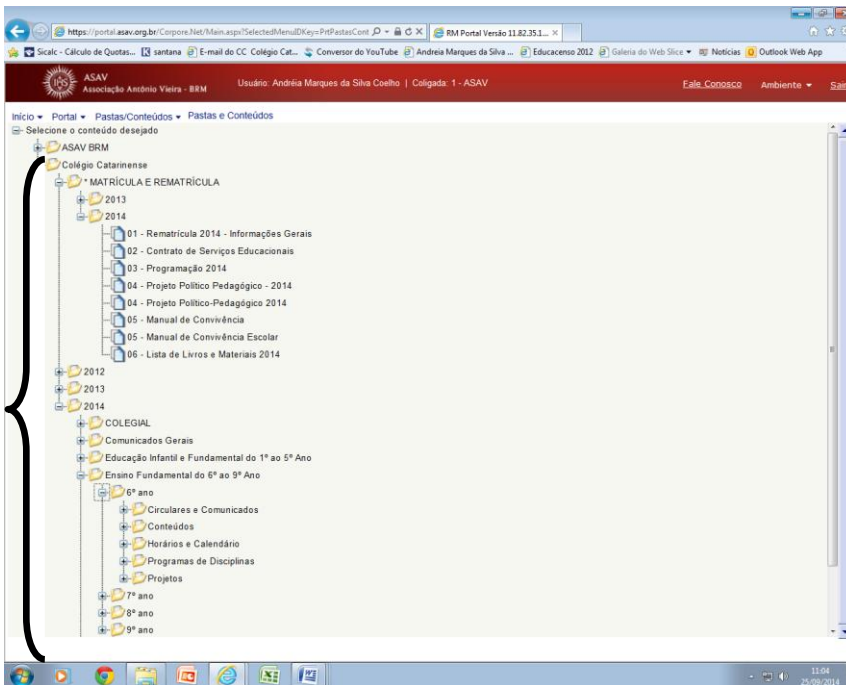 https://portal.asav.org.br/Corpore.Net/Main.aspx?SelectedMenuIDKey=PrtPastasCont
RM Portal Versão 11.82.35.1...
Sicalc - Cálculo de Quotas... santana E-mail do CC Colégio Cat... Conversor do YouTube Andreia Marques da Silva ... Educacenso 2012 Galeria do Web Slice Notícias Outlook Web App
ASAV
Associação Antônio Vieira - BRM
Usuário: Andréia Marques da Silva Coelho | Coligada: 1 - ASAV
Fale Conosco Ambiente Sair
Início Portal Pastas/Conteúdos Pastas e Conteúdos
Selecione o conteúdo desejado
ASAV BRM
Colégio Catarinense
* MATRÍCULA E REMATRÍCULA
2013
2014
01 - Rematrícula 2014 - Informações Gerais
02 - Contrato de Serviços Educacionais
03 - Programação 2014
04 - Projeto Político Pedagógico - 2014
04 - Projeto Político-Pedagógico 2014
05 - Manual de Convivência
05 - Manual de Convivência Escolar
06 - Lista de Livros e Materiais 2014
2012
2013
2014
COLEGIAL
Comunicados Gerais
Educação Infantil e Fundamental do 1º ao 5º Ano
Ensino Fundamental do 6º ao 9º Ano
6º ano
Circulares e Comunicados
Conteúdos
Horários e Calendário
Programas de Disciplinas
Projetos
7º ano
8º ano
9º ano
11:04
25/09/2014